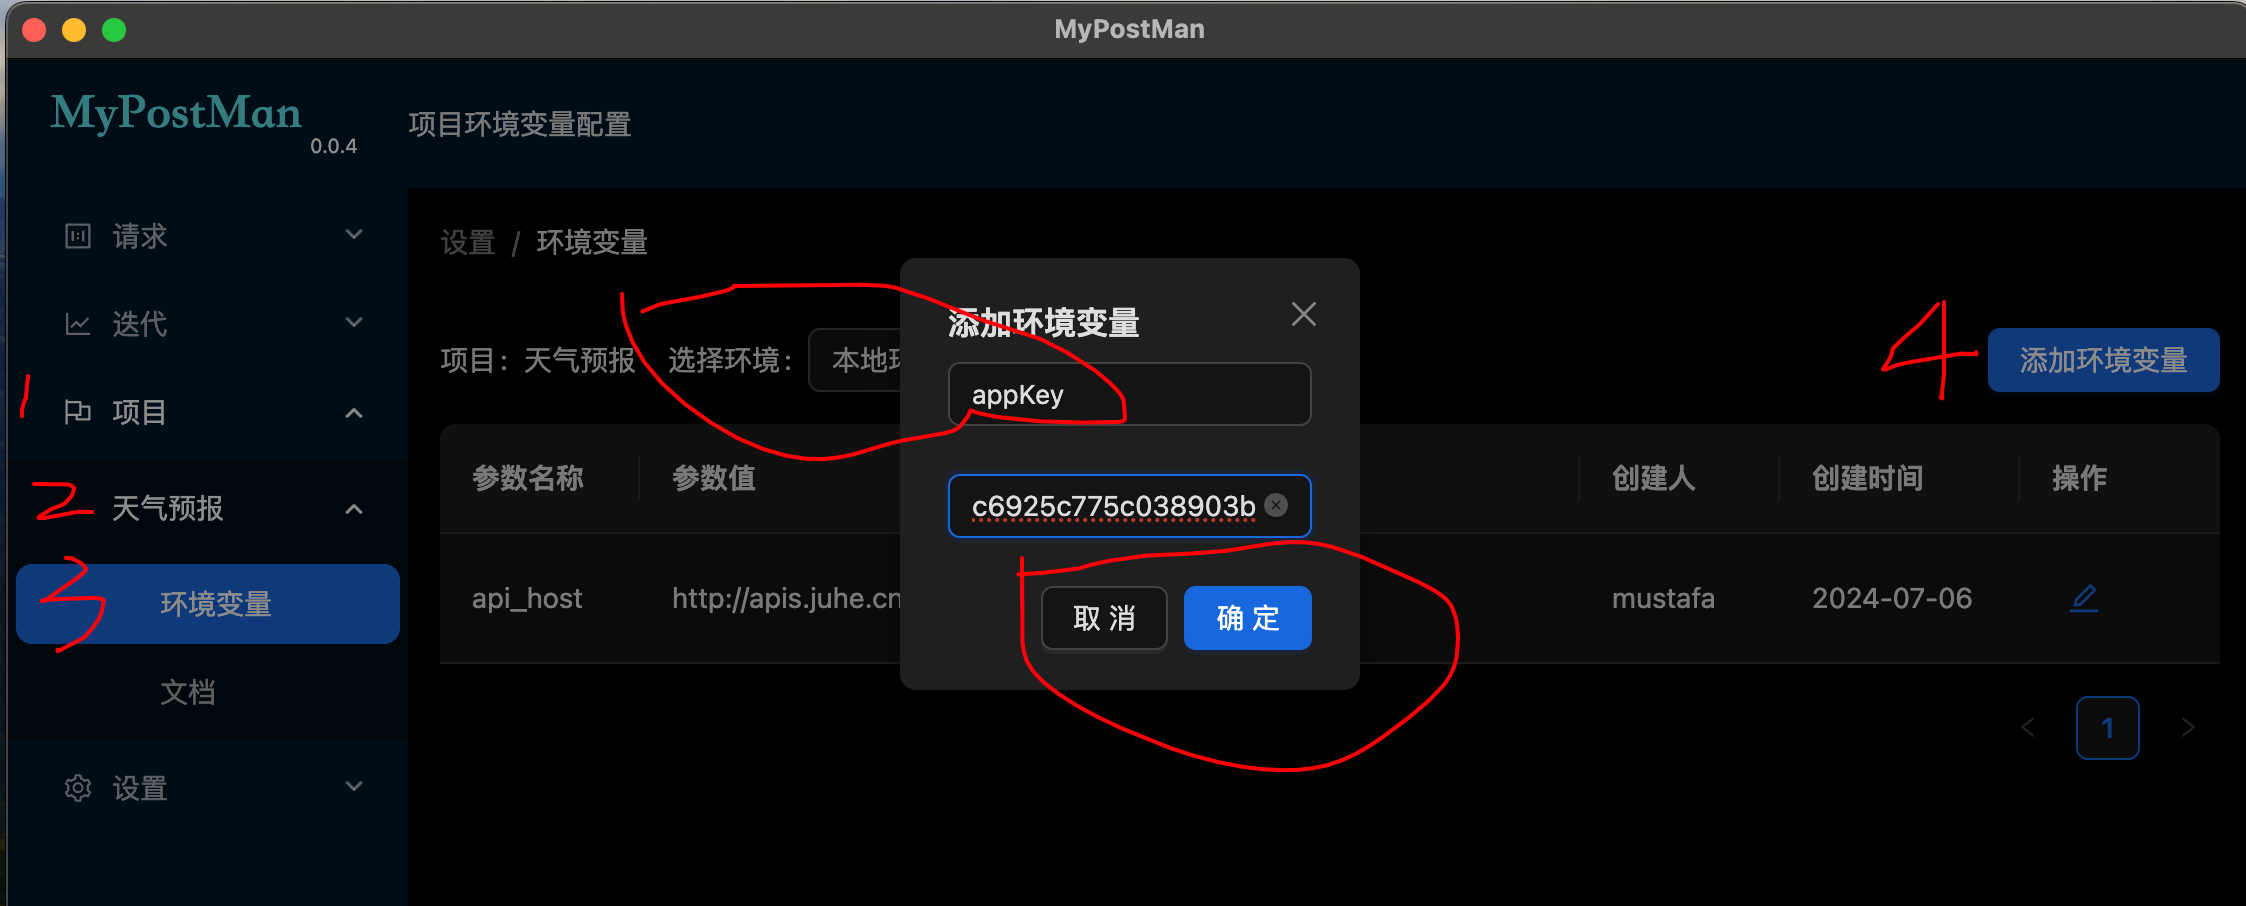 MyPostMan
MyPostMan
0.0.4
项目环境变量配置
请求
迭代
1 项目
2 天气预报
3 环境变量
文档
设置
设置 / 环境变量
项目：天气预报 选择环境：
4 添加环境变量
参数名称 参数值 创建人 创建时间 操作
api_host http://apis.juhe.cn mustafa 2024-07-06
1
添加环境变量
appKey
c6925c775c038903b
取 消 确 定